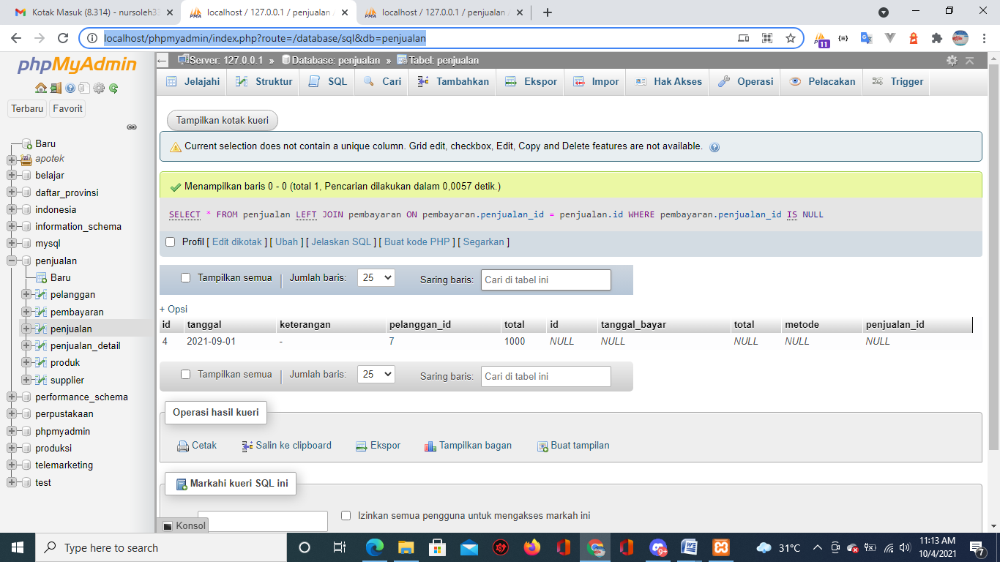 Kotak Masuk (8.314) - nursoleh33
localhost / 127.0.0.1 / penjualan /
localhost / 127.0.0.1 / penjualan /
localhost/phpmyadmin/index.php?route=/database/sql&db=penjualan
11
phpMyAdmin
Terbaru
Favorit
Baru
apotek
belajar
daftar_provinsi
indonesia
information_schema
mysql
penjualan
Baru
pelanggan
pembayaran
penjualan
penjualan_detail
produk
supplier
performance_schema
perpustakaan
phpmyadmin
produksi
telemarketing
test
Server: 127.0.0.1 » Database: penjualan » Tabel: penjualan
Jelajahi Struktur SQL Cari Tambahkan Ekspor Impor Hak Akses Operasi Pelacakan Trigger
Tampilkan kotak kueri
Current selection does not contain a unique column. Grid edit, checkbox, Edit, Copy and Delete features are not available.
Menampilkan baris 0 - 0 (total 1, Pencarian dilakukan dalam 0,0057 detik.)
SELECT * FROM penjualan LEFT JOIN pembayaran ON pembayaran.penjualan_id = penjualan.id WHERE pembayaran.penjualan_id IS NULL
Profil [ Edit dikotak ] [ Ubah ] [ Jelaskan SQL ] [ Buat kode PHP ] [ Segarkan ]
Tampilkan semua Jumlah baris: 25 Saring baris: Cari di tabel ini
+ Opsi
id tanggal keterangan pelanggan_id total id tanggal_bayar total metode penjualan_id
4 2021-09-01 - 7 1000 NULL NULL NULL NULL NULL
Tampilkan semua Jumlah baris: 25 Saring baris: Cari di tabel ini
Operasi hasil kueri
Cetak Salin ke clipboard Ekspor Tampilkan bagan Buat tampilan
Markahi kueri SQL ini
Izinkan semua pengguna untuk mengakses markah ini
Konsol
Type here to search
9+
31°C
11:13 AM
10/4/2021
7